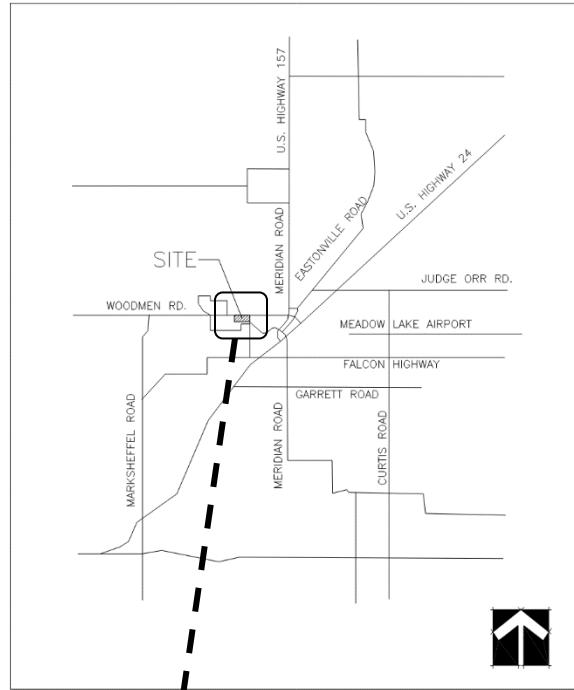 U.S. HIGHWAY 157
U.S. HIGHWAY 24
EASTONVILLE ROAD
MERIDIAN ROAD
SITE
JUDGE ORR RD.
WOODMEN RD.
MEADOW LAKE AIRPORT
FALCON HIGHWAY
GARRETT ROAD
MARKSHEFFEL ROAD
MERIDIAN ROAD
CURTIS ROAD